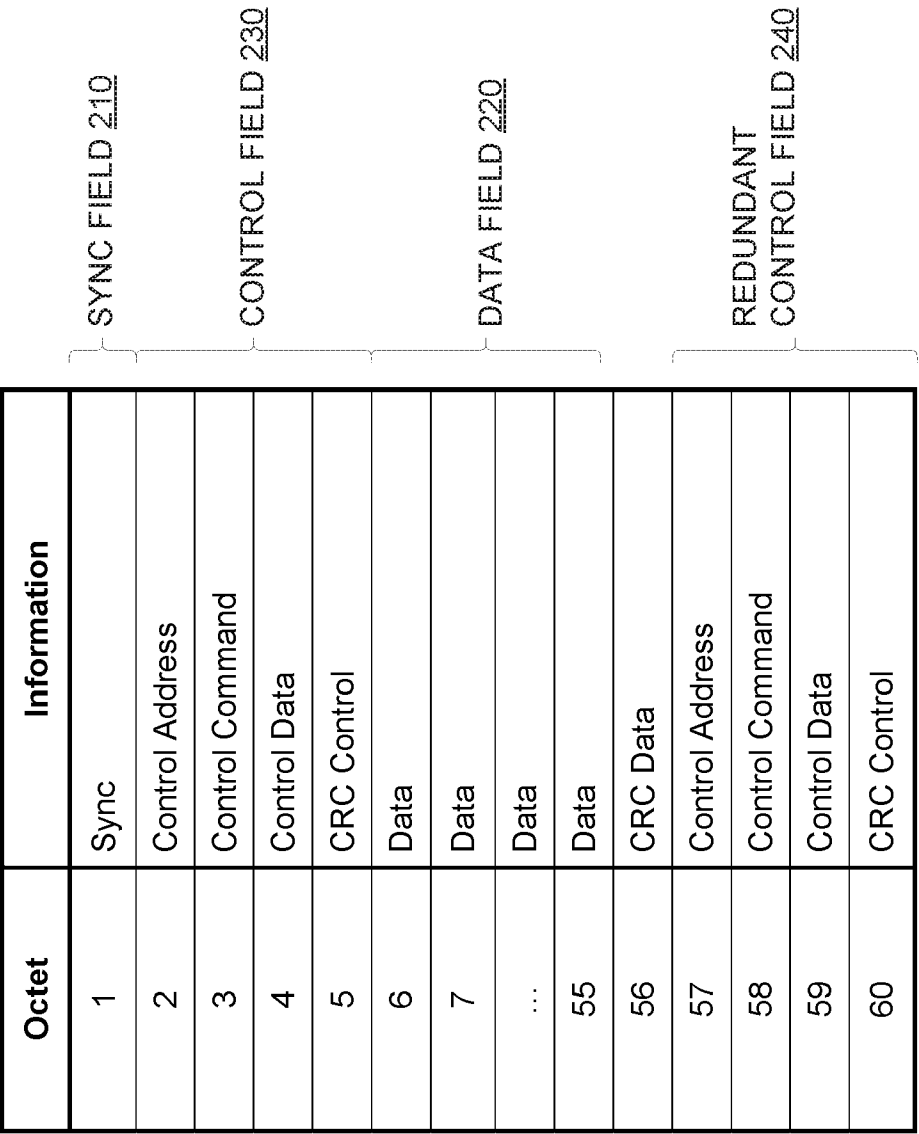 Octet Information
1 Sync
2 Control Address
3 Control Command
4 Control Data
5 CRC Control
6 Data
7 Data
... Data
55 Data
56 CRC Data
57 Control Address
58 Control Command
59 Control Data
60 CRC Control
SYNC FIELD 210
CONTROL FIELD 230
DATA FIELD 220
REDUNDANT
CONTROL FIELD 240